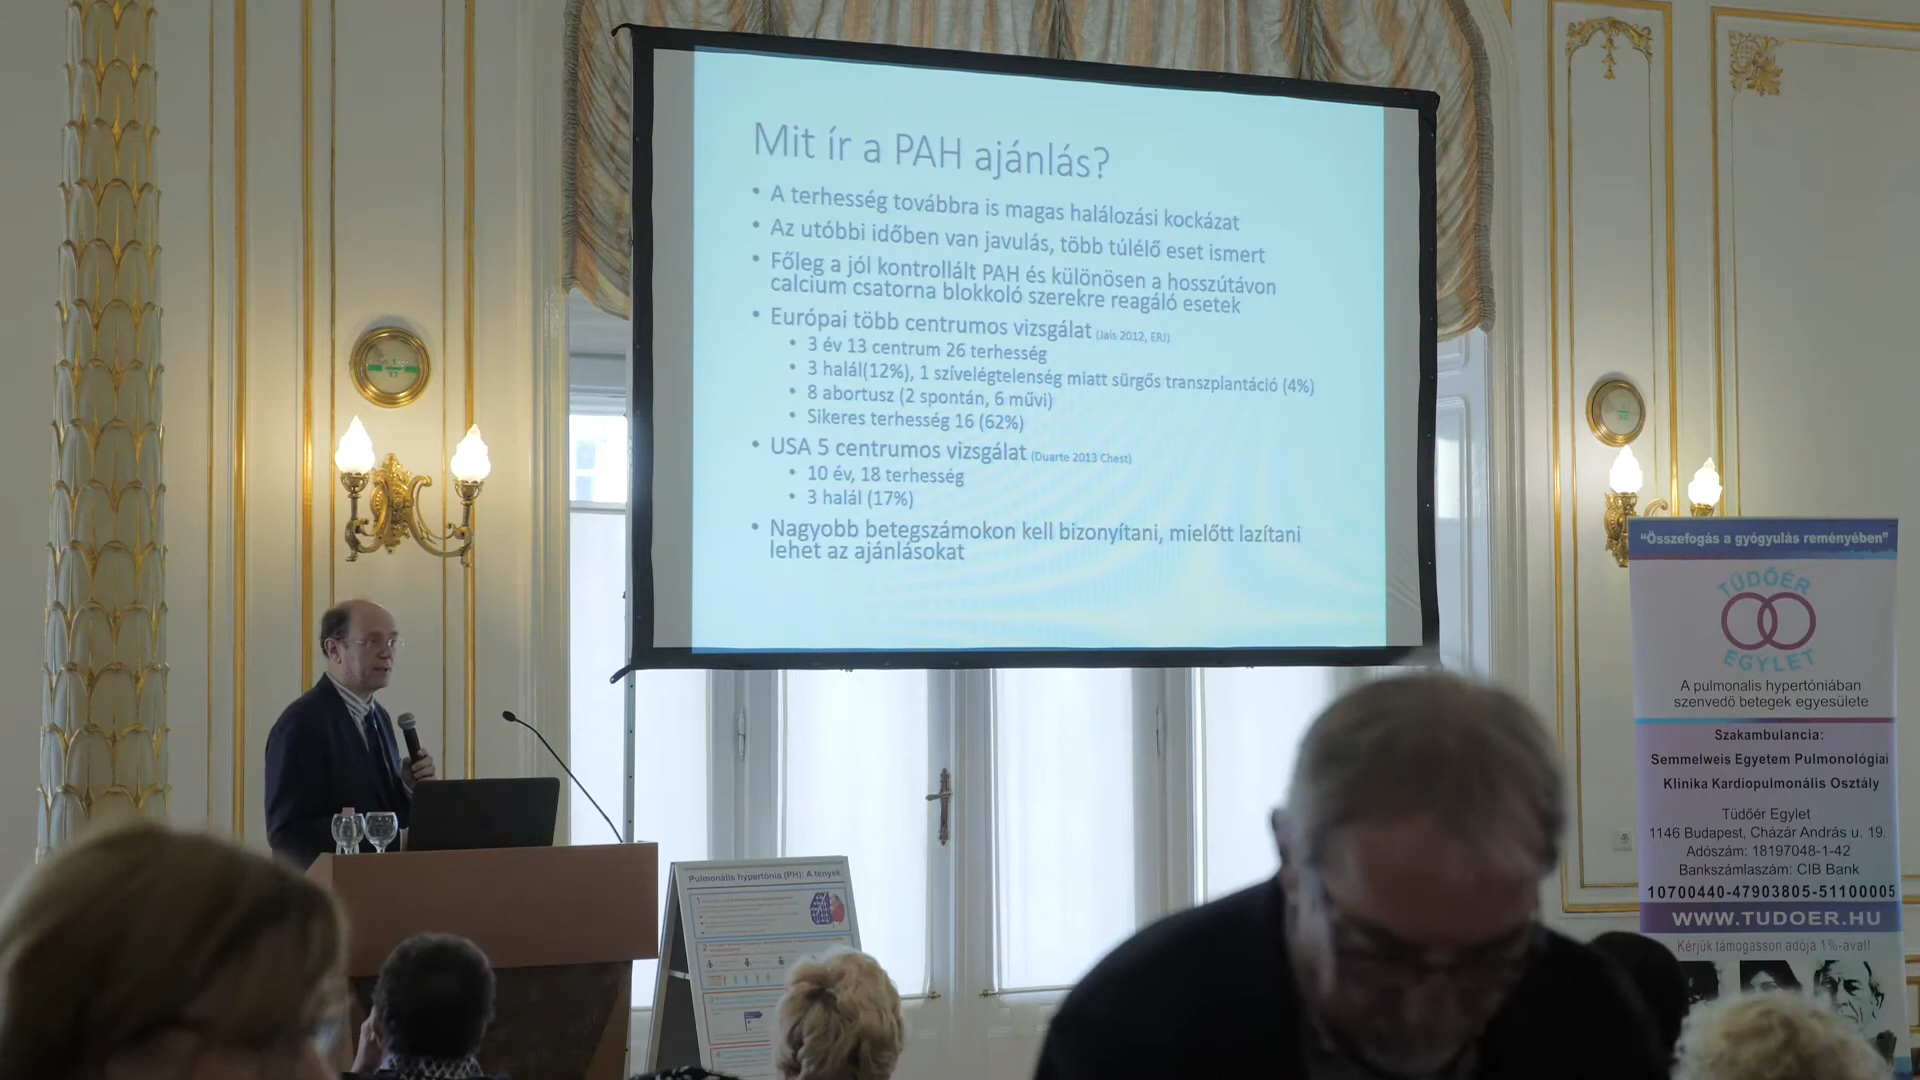 Mit ír a PAH ajánlás?
• A terhesség továbbra is magas halálozási kockázat
• Az utóbbi időben van javulás, több túlélő eset ismert
• Főleg a jól kontrollált PAH és különösen a hosszútávon
calcium csatorna blokkoló szerekre reagáló esetek
• Európai több centrumos vizsgálat (Jais 2012, ERJ)
• 3 év 13 centrum 26 terhesség
• 3 halál(12%), 1 szívelégtelenség miatt sürgős transzplantáció (4%)
• 8 abortusz (2 spontán, 6 művi)
• Sikeres terhesség 16 (62%)
• USA 5 centrumos vizsgálat (Duarte 2013 Chest)
• 10 év, 18 terhesség
• 3 halál (17%)
• Nagyobb betegszámokon kell bizonyítani, mielőtt lazítani
lehet az ajánlásokat
"Összefogás a gyógyulás reményében"
TÜDŐÉR
EGYLET
A pulmonalis hypertóniában
szenvedő betegek egyesülete
Szakambulancia:
Semmelweis Egyetem Pulmonológiai
Klinika Kardiopulmonális Osztály
Tüdőér Egylet
1146 Budapest, Cházár András u. 19.
Adószám: 18197048-1-42
Bankszámlaszám: CIB Bank
10700440-47903805-51100005
WWW.TUDOER.HU
Kérjük támogasson adója 1%-ával!
Pulmonális hypertónia (PH): A tények
1
2
4